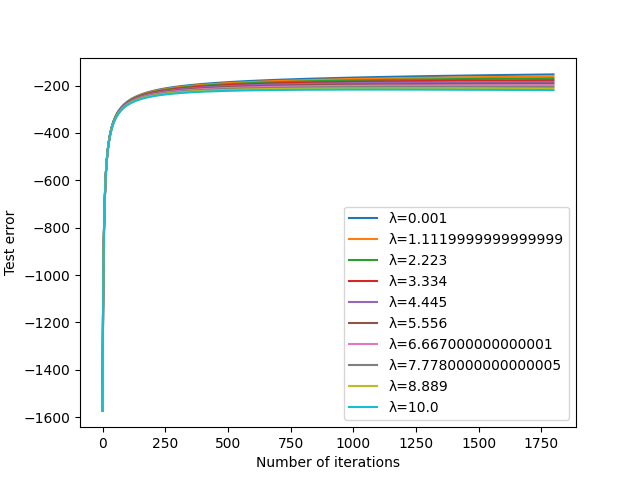 −200
−400
−600
−800
−1000
−1200
−1400
−1600
Test error
0 250 500 750 1000 1250 1500 1750
Number of iterations
λ=0.001
λ=1.1119999999999999
λ=2.223
λ=3.334
λ=4.445
λ=5.556
λ=6.667000000000001
λ=7.7780000000000005
λ=8.889
λ=10.0